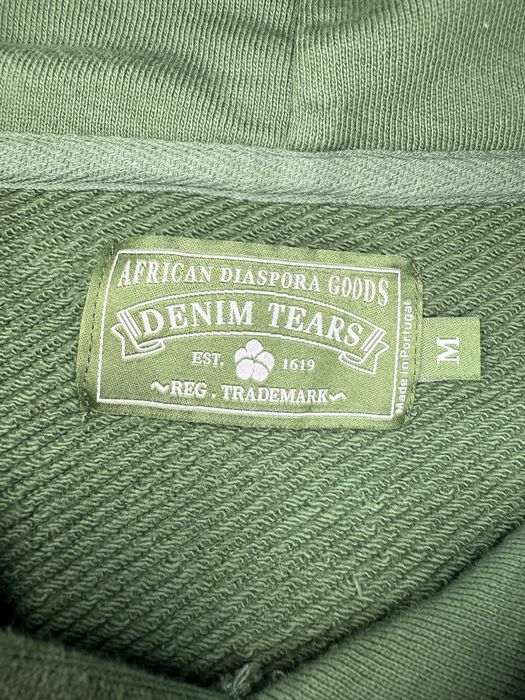 AFRICAN DIASPORA GOODS
DENIM TEARS
EST. 1619
~REG. TRADEMARK~
Made in Portugal
M